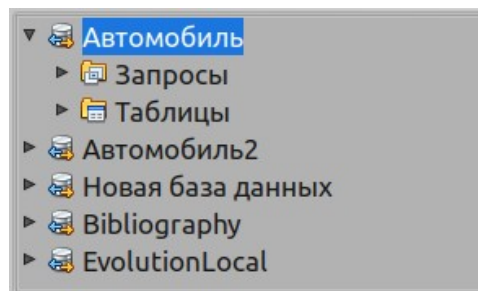 Автомобиль
Запросы
Таблицы
Автомобиль2
Новая база данных
Bibliography
EvolutionLocal